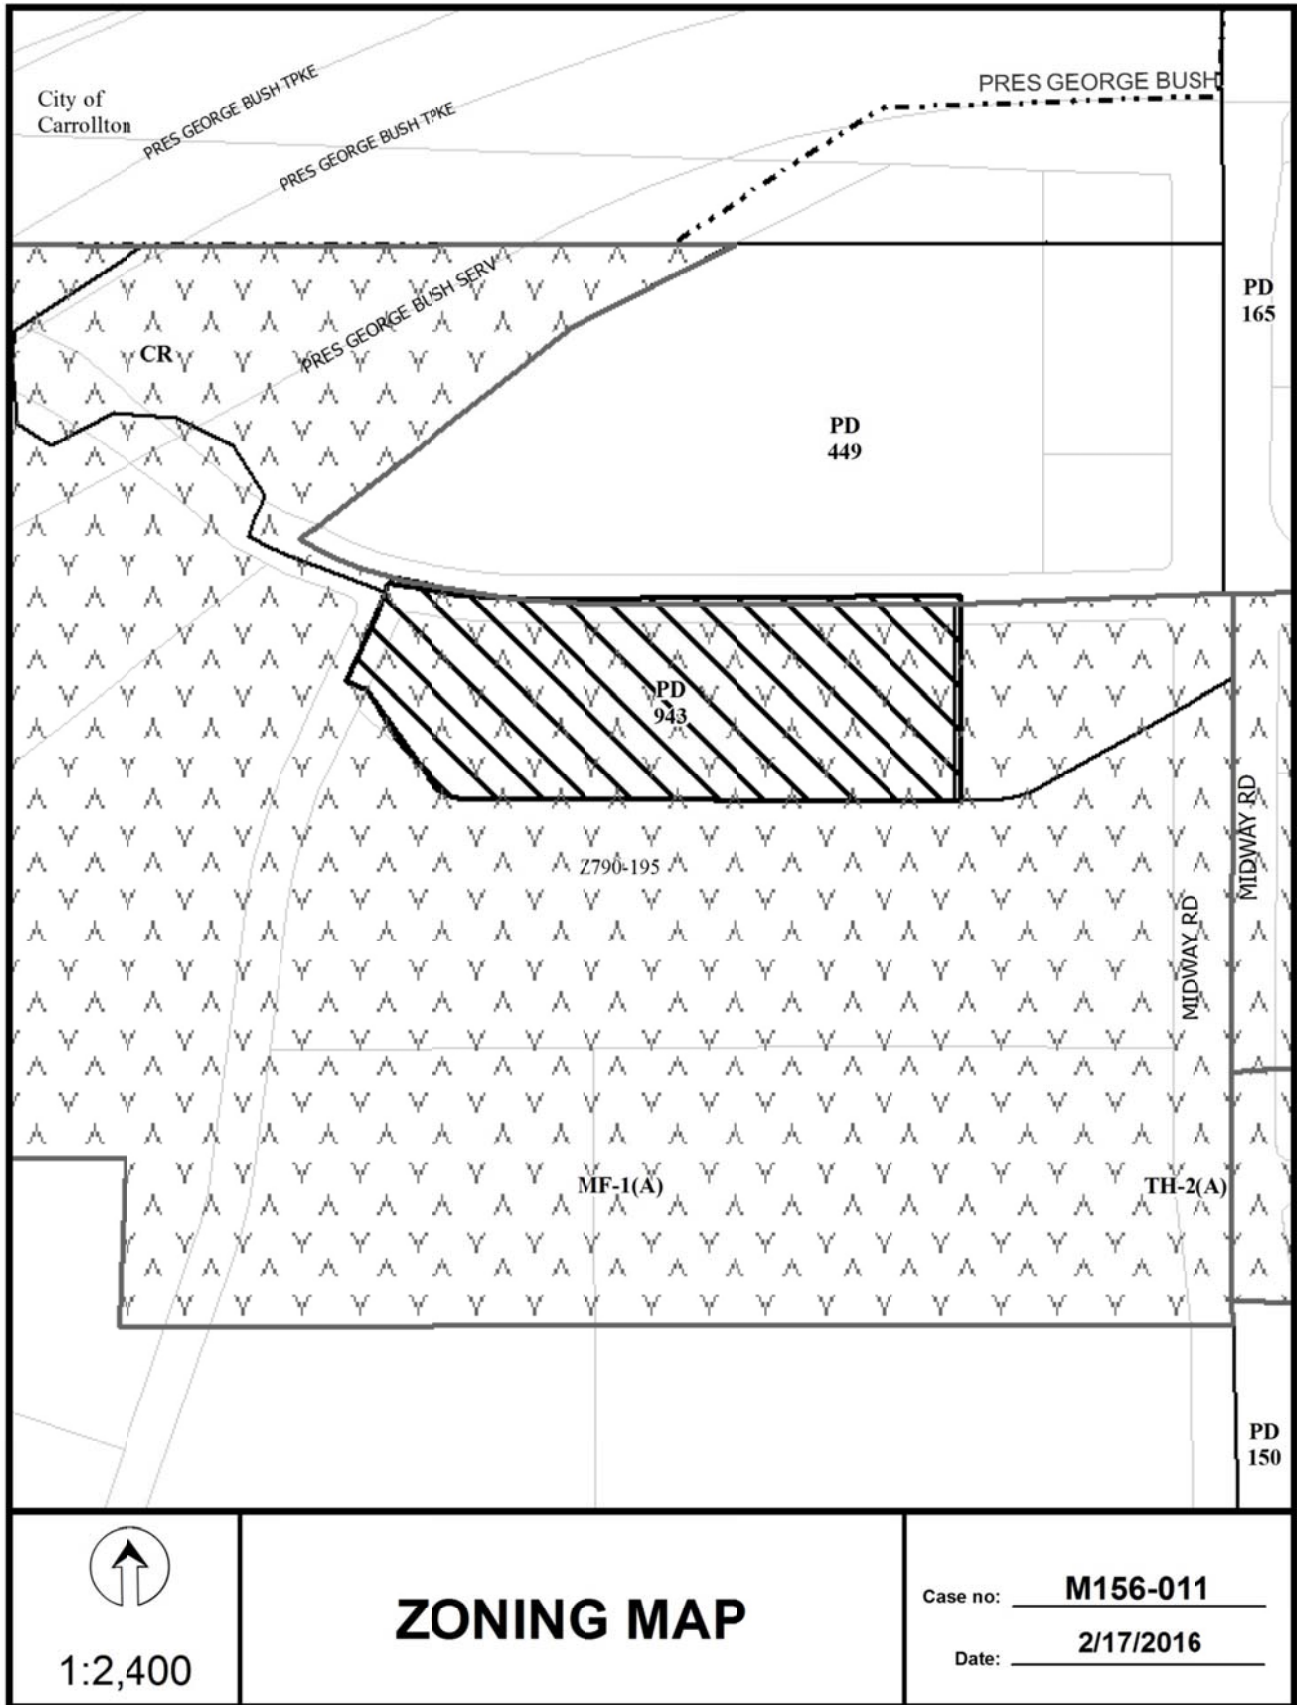 PRES GEORGE BUSH TPKE
PRES GEORGE BUSH
City of
Carrollton
PRES GEORGE BUSH TPKE
PRES GEORGE BUSH SERV
PD
165
CR
PD
449
PD
943
MIDWAY RD
Z790-195
MIDWAY RD
MF-1(A)
TH-2(A)
PD
150
1:2,400
ZONING MAP
Case no: M156-011
Date: 2/17/2016